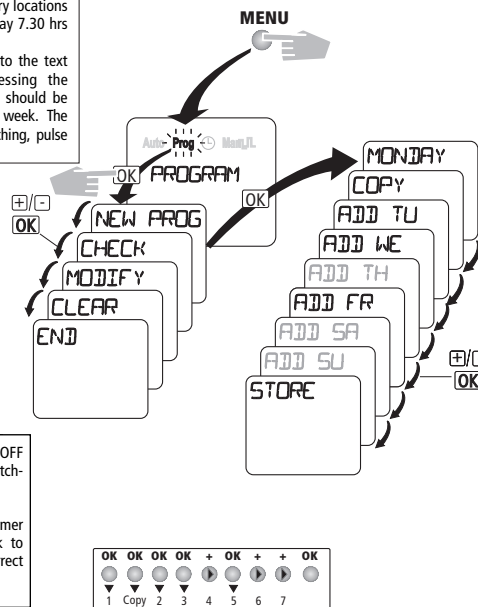 ry locations
ay 7.30 hrs
to the text
essing the
should be
week. The
thing, pulse
MENU
Auto Prog Man/1.
OK
PROGRAM
OK
+/-
OK
NEW PROG
CHECK
MODIFY
CLEAR
END
MONDAY
COPY
ADD TU
ADD WE
ADD TH
ADD FR
ADD SA
ADD SU
STORE
OK
OFF
tch-
mer
k to
rrect
OK OK OK OK + OK + + OK
1 Copy 2 3 4 5 6 7